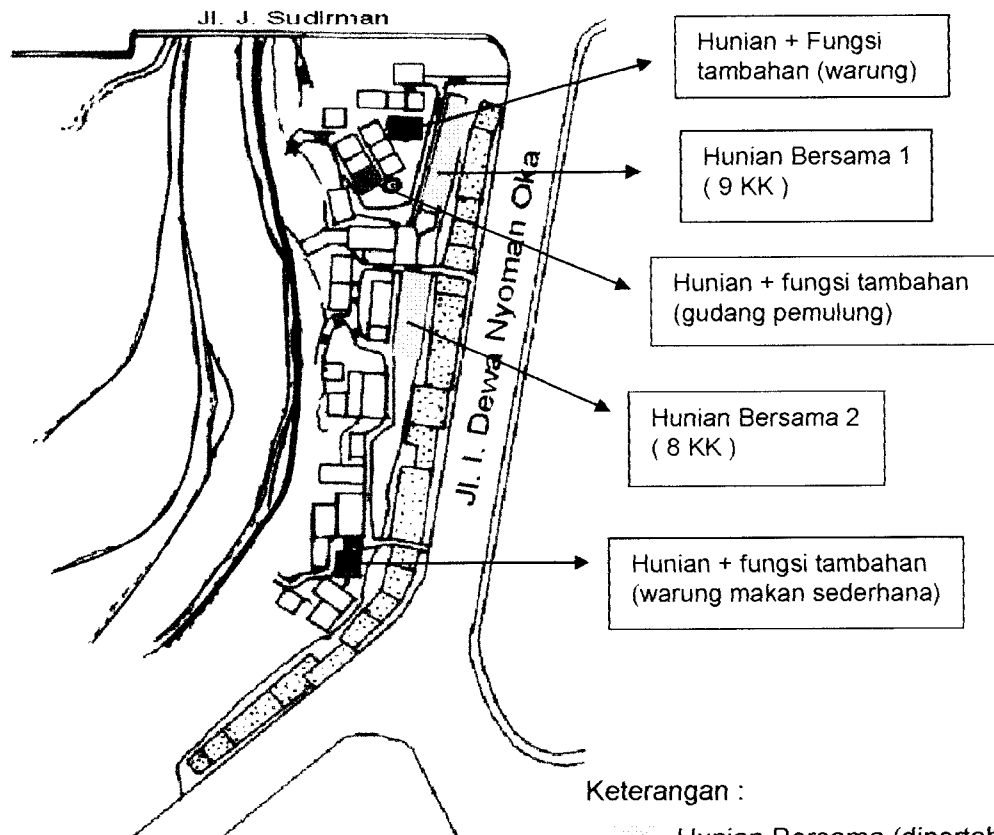 Jl. J. Sudirman
Hunian + Fungsi
tambahan (warung)
Hunian Bersama 1
( 9 KK )
Jl. I. Dewa Nyoman Oka
Hunian + fungsi tambahan
(gudang pemulung)
Hunian Bersama 2
( 8 KK )
Hunian + fungsi tambahan
(warung makan sederhana)
Keterangan :
Hunian Bersama